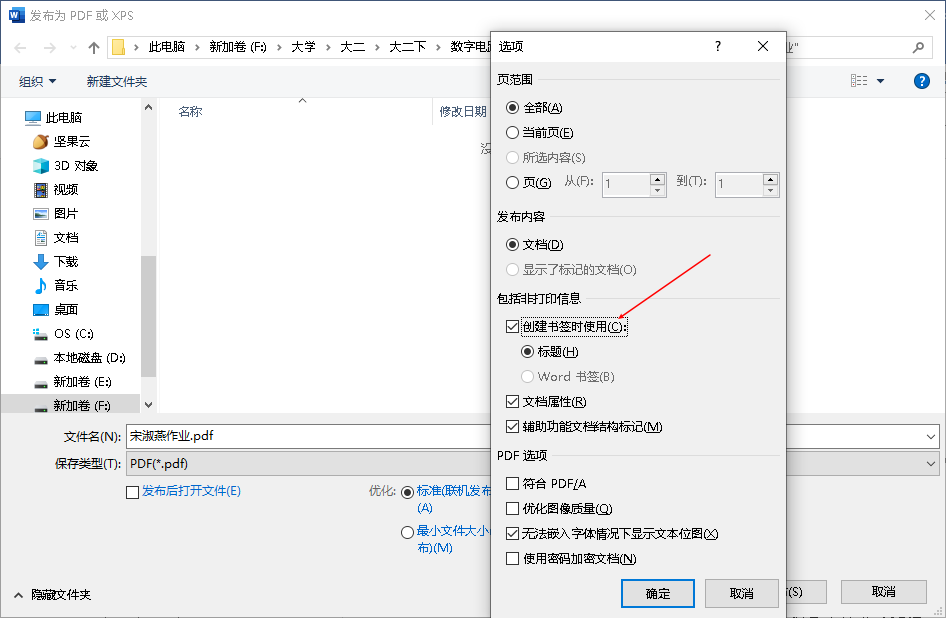 发布为 PDF 或 XPS
此电脑 › 新加卷 (F:) › 大学 › 大二 › 大二下 › 数字电
组织
新建文件夹
名称
修改日期
此电脑
坚果云
3D 对象
视频
图片
文档
下载
音乐
桌面
OS (C:)
本地磁盘 (D:)
新加卷 (E:)
新加卷 (F:)
文件名(N):
宋淑燕作业.pdf
保存类型(T):
PDF(*.pdf)
发布后打开文件(E)
优化:
标准(联机发布
(A)
最小文件大小(
布)(M)
隐藏文件夹
(S)
取消
选项
?
页范围
全部(A)
当前页(E)
所选内容(S)
页(G) 从(F): 1 到(T): 1
发布内容
文档(D)
显示了标记的文档(O)
包括非打印信息
创建书签时使用(C):
标题(H)
Word 书签(B)
文档属性(R)
辅助功能文档结构标记(M)
PDF 选项
符合 PDF/A
优化图像质量(Q)
无法嵌入字体情况下显示文本位图(X)
使用密码加密文档(N)
确定
取消